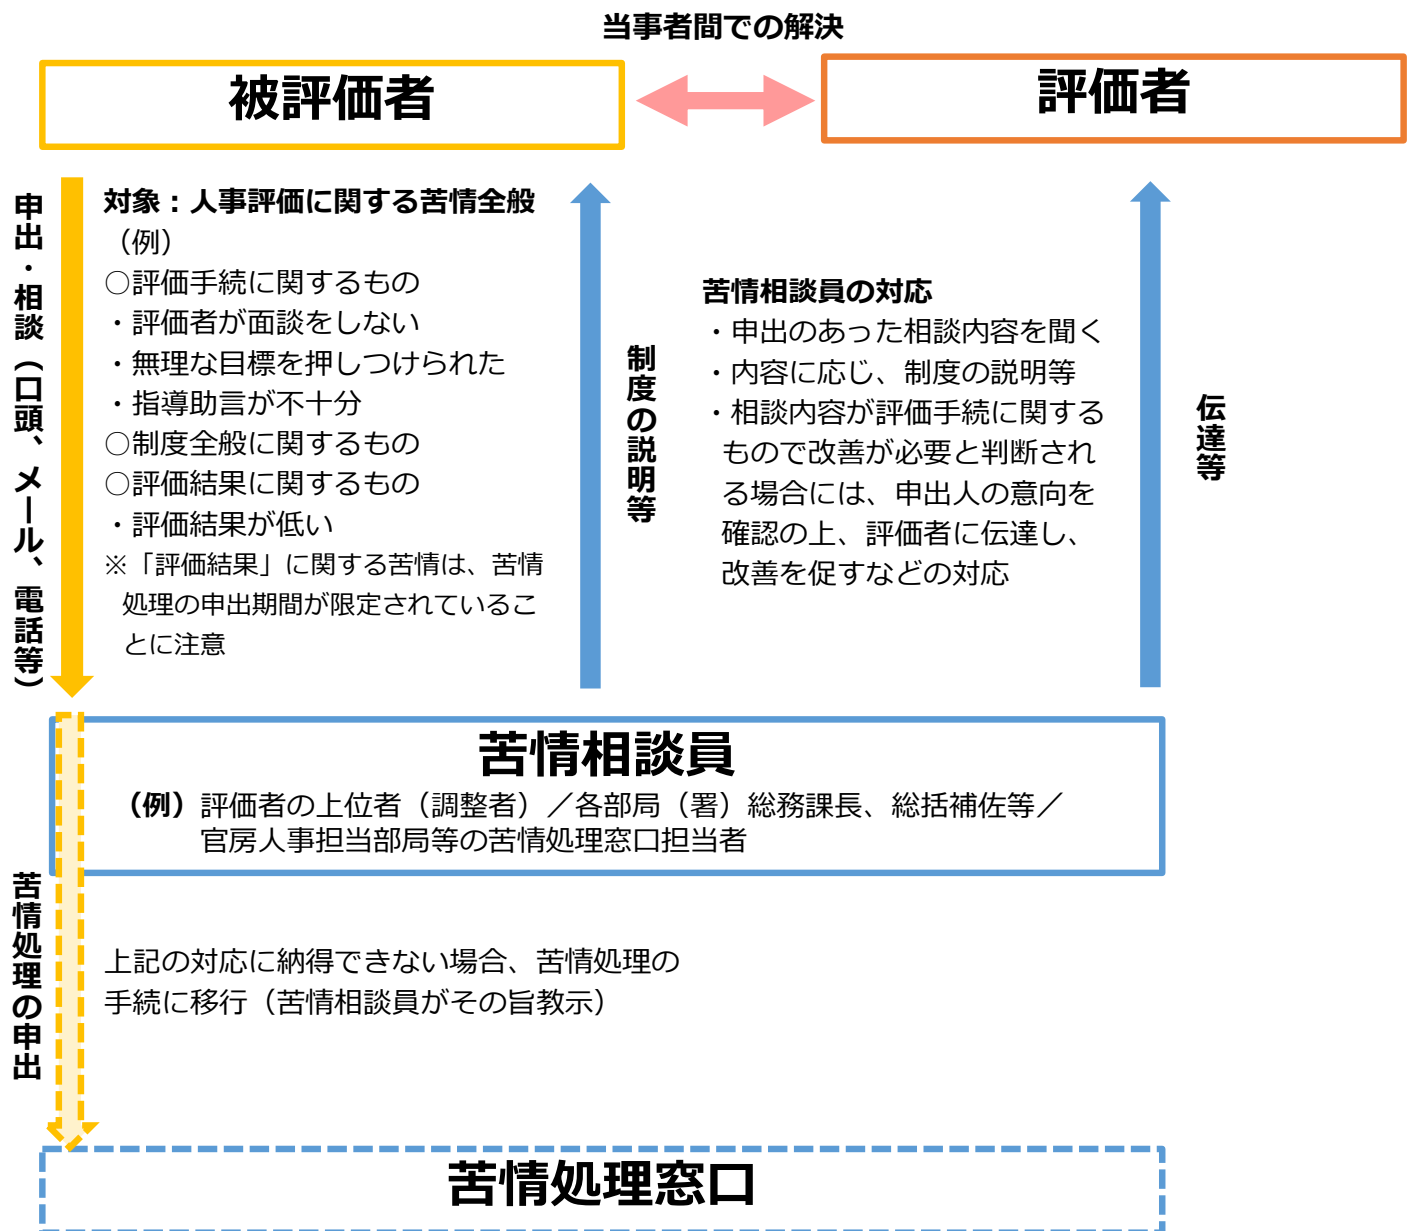 当事者間での解決
被評価者
評価者
申出・相談（口頭、メール、電話等）
対象：人事評価に関する苦情全般
（例）
○評価手続に関するもの
・評価者が面談をしない
・無理な目標を押しつけられた
・指導助言が不十分
○制度全般に関するもの
○評価結果に関するもの
・評価結果が低い
※「評価結果」に関する苦情は、苦情
処理の申出期間が限定されているこ
とに注意
制度の説明等
苦情相談員の対応
・申出のあった相談内容を聞く
・内容に応じ、制度の説明等
・相談内容が評価手続に関する
もので改善が必要と判断され
る場合には、申出人の意向を
確認の上、評価者に伝達し、
改善を促すなどの対応
伝達等
苦情相談員
（例）評価者の上位者（調整者）／各部局（署）総務課長、総括補佐等／
官房人事担当部局等の苦情処理窓口担当者
苦情処理の申出
上記の対応に納得できない場合、苦情処理の
手続に移行（苦情相談員がその旨教示）
苦情処理窓口